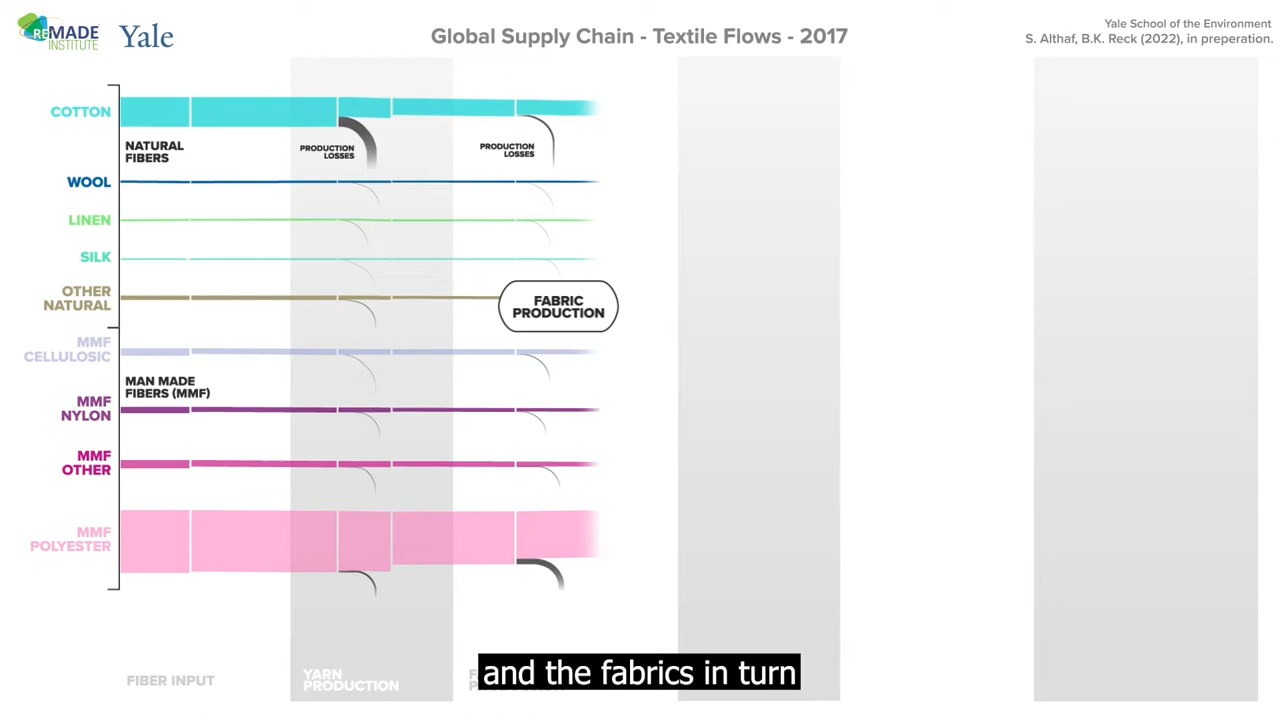 REMADE
INSTITUTE
Yale
Global Supply Chain - Textile Flows - 2017
Yale School of the Environment
S. Althaf, B.K. Reck (2022), in preperation.
COTTON
NATURAL
FIBERS
PRODUCTION
LOSSES
PRODUCTION
LOSSES
WOOL
LINEN
SILK
OTHER
NATURAL
FABRIC
PRODUCTION
MMF
CELLULOSIC
MAN MADE
FIBERS (MMF)
MMF
NYLON
MMF
OTHER
MMF
POLYESTER
FIBER INPUT
YARN
PRODUCTION
and the fabrics in turn